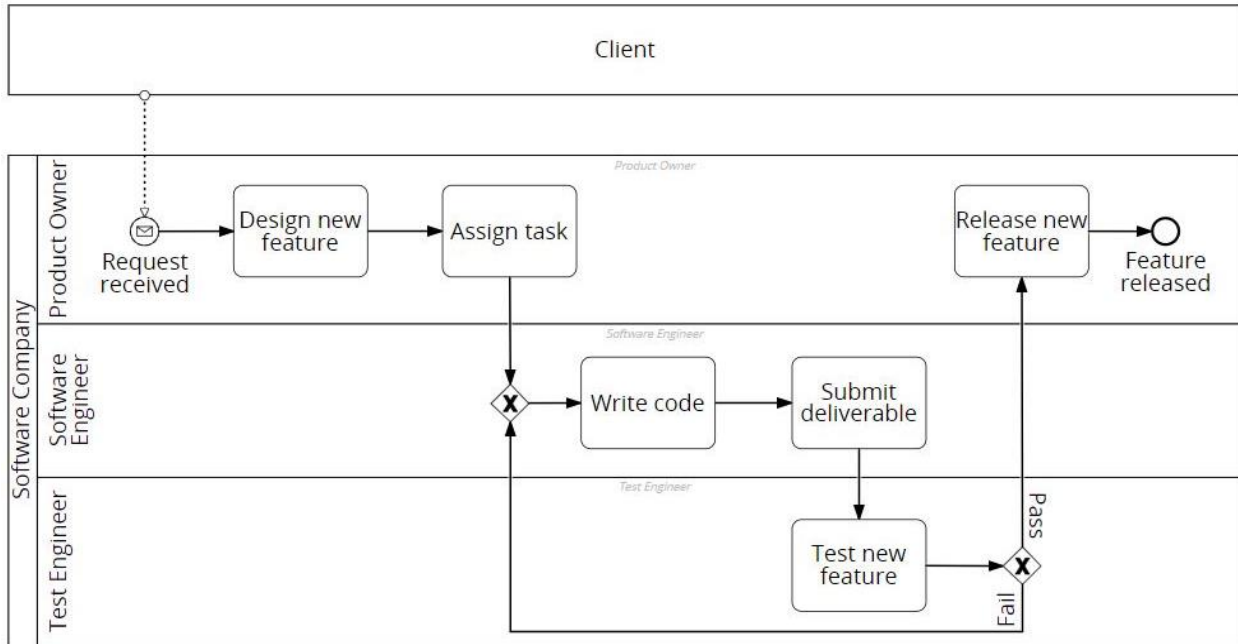 Client
Software Company
Product Owner
Product Owner
Request
received
Design new
feature
Assign task
Release new
feature
Feature
released
Software
Engineer
Software Engineer
X
Write code
Submit
deliverable
Test Engineer
Test Engineer
Test new
feature
X
Pass
Fail